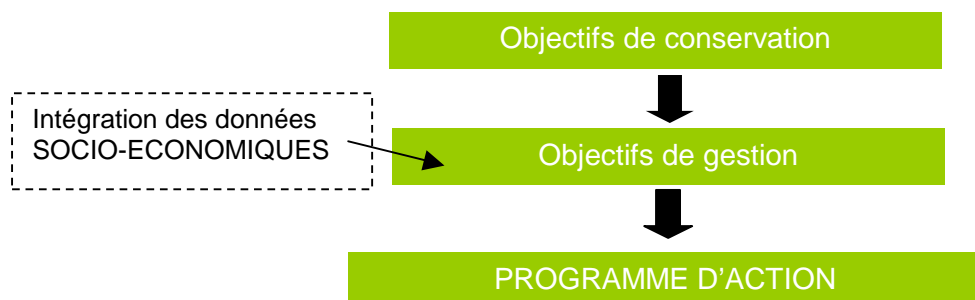 Objectifs de conservation
Intégration des données
SOCIO-ECONOMIQUES
Objectifs de gestion
PROGRAMME D'ACTION